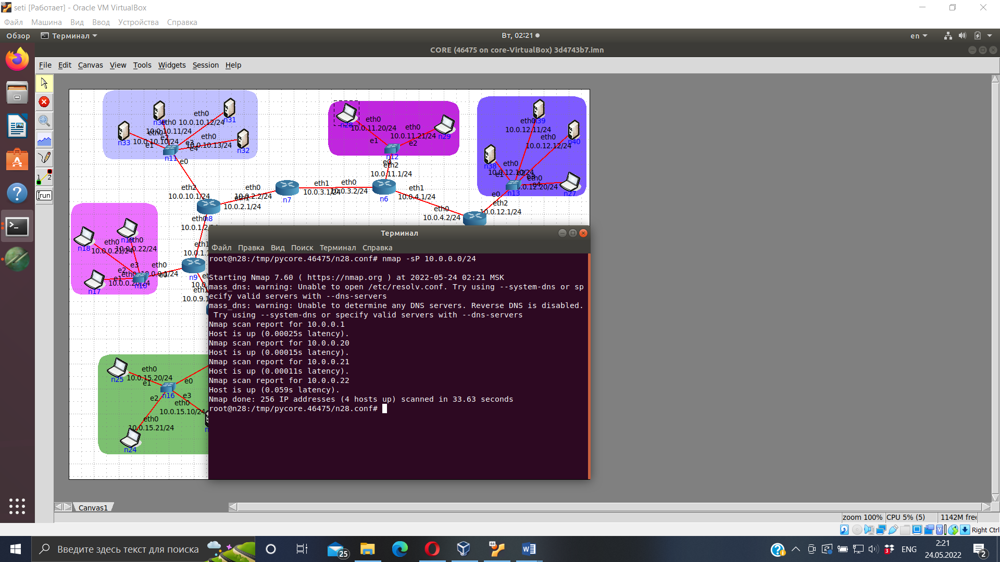 seti [Работает] - Oracle VM VirtualBox
Файл Машина Вид Ввод Устройства Справка
Обзор Терминал Вт, 02:21 en
CORE (46475 on core-VirtualBox) 3d4743b7.imn
File Edit Canvas View Tools Widgets Session Help
n31
eth0
eth0 10.0.10.12/24
10.0.10.11/24
eth0
n33 10.0.10.10/24
e1 e3 10.0.10.13/24
e4
n32
n11
e0
n28
eth0
10.0.11.20/24
eth0
10.0.11.21/24
n29
e1 e2
n12
eth2
10.0.11.1/24
eth0 n39
10.0.12.11/24
eth0
10.0.12.12/24
n40
n38
eth0
10.0.12.10/24
e1
eth0
10.0.12.20/24
n13
n27
e0
eth2
10.0.12.1/24
eth2
10.0.10.1/24
eth0
10.0.2.2/24
eth1
10.0.2.1/24
n7
eth1
10.0.3.1/24
eth0
10.0.3.2/24
n6
eth1
10.0.4.1/24
eth0
10.0.4.2/24
n8
eth0
10.0.1.2
eth1
10.0.1.
n9
eth1
10.0.9.1
n18
eth0
10.0.0.21/24
n19
eth0
10.0.0.22/24
e3
e2
e1
eth0
10.0.0.20/24
n10
n17
eth0
10.0.0.1/24
e0
n25
eth0
10.0.15.20/24
e1
e0
n16
e2 e3
eth0
10.0.15.10/24
eth0
10.0.15.21/24
n24
Терминал
Файл Правка Вид Поиск Терминал Справка
root@n28:/tmp/pycore.46475/n28.conf# nmap -sP 10.0.0.0/24
Starting Nmap 7.60 ( https://nmap.org ) at 2022-05-24 02:21 MSK
mass_dns: warning: Unable to open /etc/resolv.conf. Try using --system-dns or sp
ecify valid servers with --dns-servers
mass_dns: warning: Unable to determine any DNS servers. Reverse DNS is disabled.
Try using --system-dns or specify valid servers with --dns-servers
Nmap scan report for 10.0.0.1
Host is up (0.00025s latency).
Nmap scan report for 10.0.0.20
Host is up (0.00015s latency).
Nmap scan report for 10.0.0.21
Host is up (0.00011s latency).
Nmap scan report for 10.0.0.22
Host is up (0.059s latency).
Nmap done: 256 IP addresses (4 hosts up) scanned in 33.63 seconds
root@n28:/tmp/pycore.46475/n28.conf#
1 2
run
Canvas1
zoom 100% CPU 5% (5) 1142M free
Right Ctrl
Введите здесь текст для поиска
25
64
3
ENG
2:21
24.05.2022
2